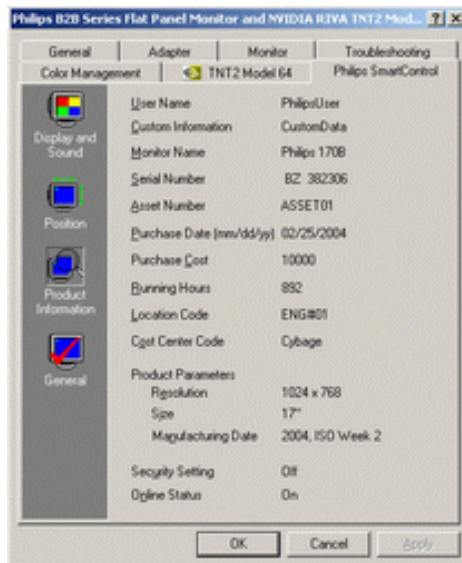 Philips B2B Series Flat Panel Monitor and NVIDIA RIVA TNT2 Mod...
General Adapter Monitor Troubleshooting
Color Management TNT2 Model 64 Philips SmartControl
Display and
Sound
Position
Product
Information
General
User Name PhilipsUser
Custom Information CustomData
Monitor Name Philips 170B
Serial Number BZ 382306
Asset Number ASSET01
Purchase Date (mm/dd/yy) 02/25/2004
Purchase Cost 10000
Running Hours 892
Location Code ENG#01
Cost Center Code Cybage
Product Parameters
Resolution 1024 x 768
Size 17"
Manufacturing Date 2004, ISO Week 2
Security Setting Off
Online Status On
OK Cancel Apply